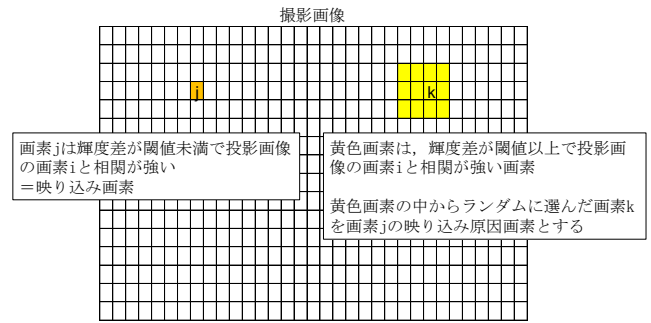 撮影画像
j
k
画素jは輝度差が閾値未満で投影画像
の画素iと相関が強い
＝映り込み画素
黄色画素は，輝度差が閾値以上で投影画
像の画素iと相関が強い画素
黄色画素の中からランダムに選んだ画素k
を画素jの映り込み原因画素とする